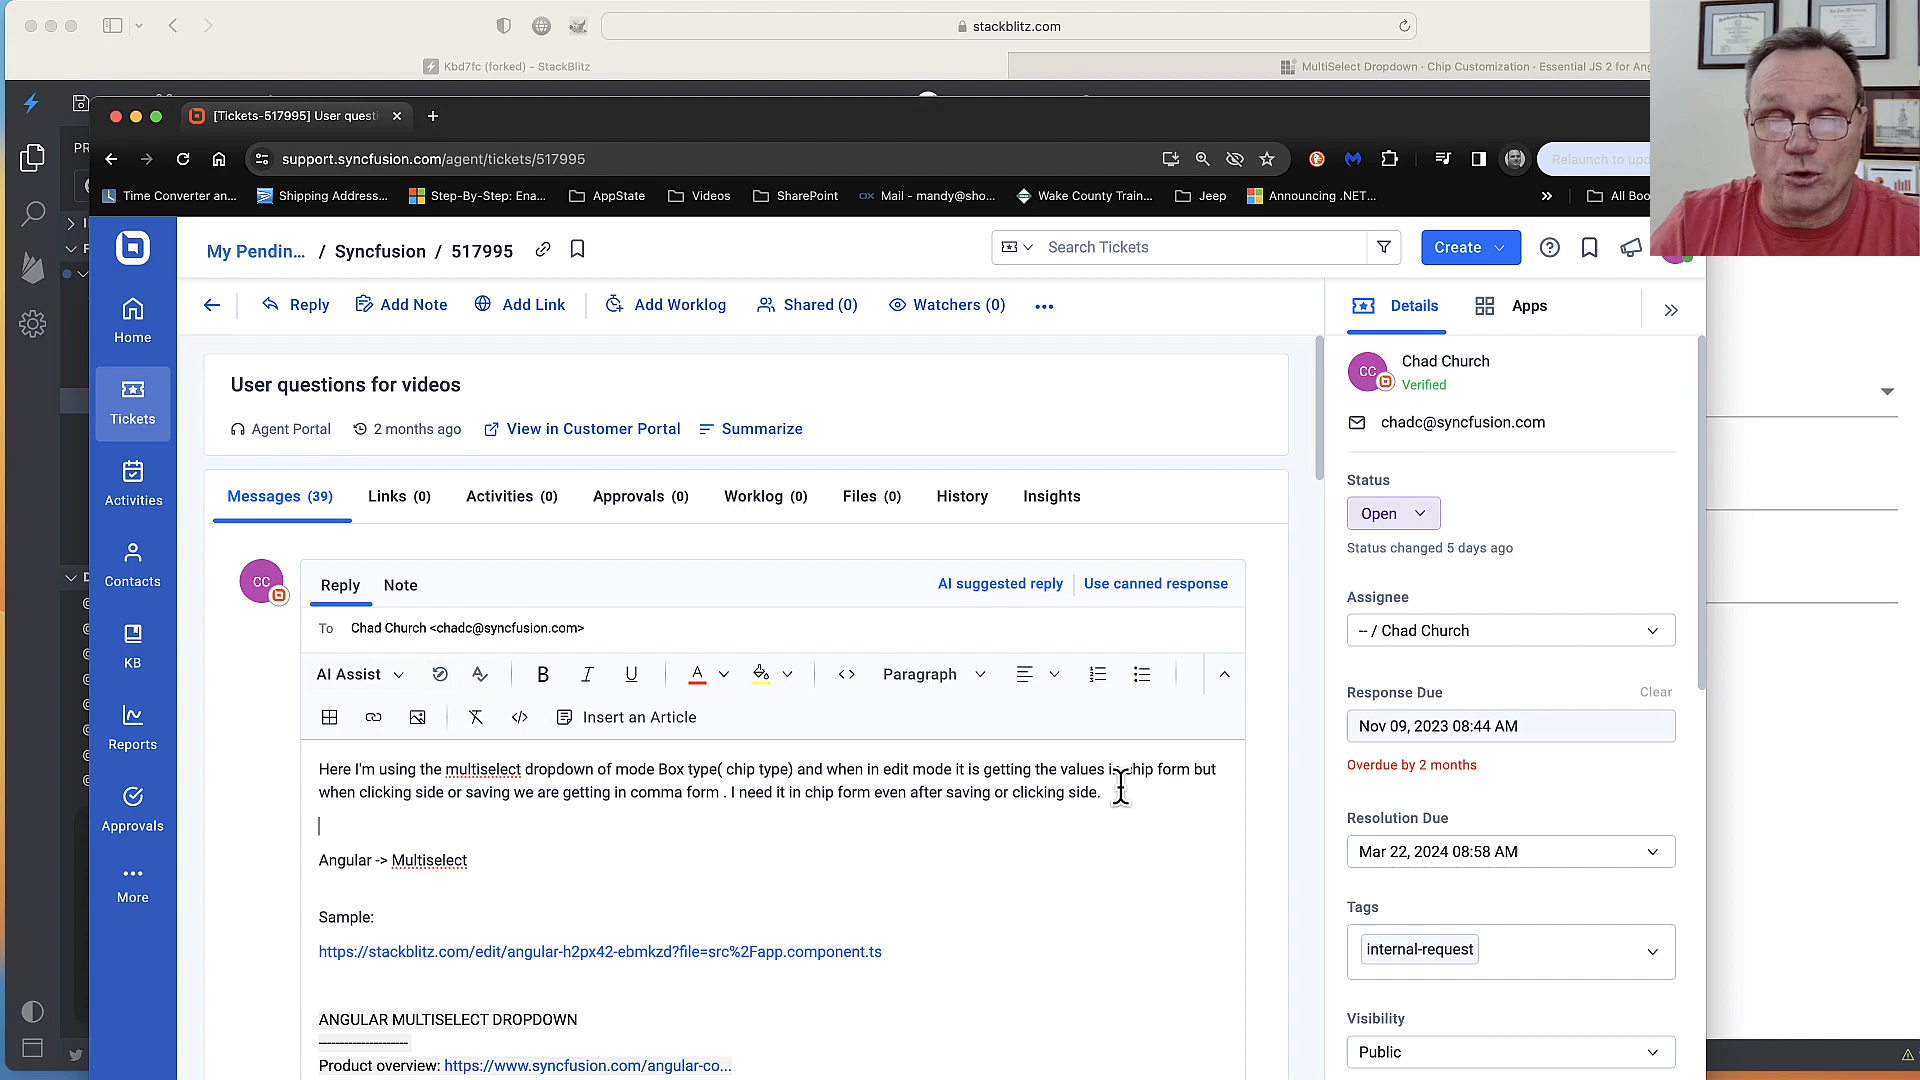 stackblitz.com
Kbd7fc (forked) - StackBlitz
MultiSelect Dropdown · Chip Customization · Essential JS 2 for Ang
[Tickets-517995] User questi
support.syncfusion.com/agent/tickets/517995
Relaunch to upd
Time Converter an...
Shipping Address...
Step-By-Step: Ena...
AppState
Videos
SharePoint
Mail - mandy@sho...
Wake County Train...
Jeep
Announcing .NET...
All Boo
My Pendin... / Syncfusion / 517995
Search Tickets
Create
Reply
Add Note
Add Link
Add Worklog
Shared (0)
Watchers (0)
Details
Apps
Home
Tickets
Activities
Contacts
KB
Reports
Approvals
More
User questions for videos
Agent Portal
2 months ago
View in Customer Portal
Summarize
Messages (39)
Links (0)
Activities (0)
Approvals (0)
Worklog (0)
Files (0)
History
Insights
CC
Reply
Note
AI suggested reply
Use canned response
To Chad Church <chadc@syncfusion.com>
AI Assist
Paragraph
Insert an Article
Here I'm using the multiselect dropdown of mode Box type( chip type) and when in edit mode it is getting the values in chip form but
when clicking side or saving we are getting in comma form . I need it in chip form even after saving or clicking side.
Angular -> Multiselect
Sample:
https://stackblitz.com/edit/angular-h2px42-ebmkzd?file=src%2Fapp.component.ts
ANGULAR MULTISELECT DROPDOWN
---------------------
Product overview: https://www.syncfusion.com/angular-co...
CC
Chad Church
Verified
chadc@syncfusion.com
Status
Open
Status changed 5 days ago
Assignee
-- / Chad Church
Response Due
Clear
Nov 09, 2023 08:44 AM
Overdue by 2 months
Resolution Due
Mar 22, 2024 08:58 AM
Tags
internal-request
Visibility
Public